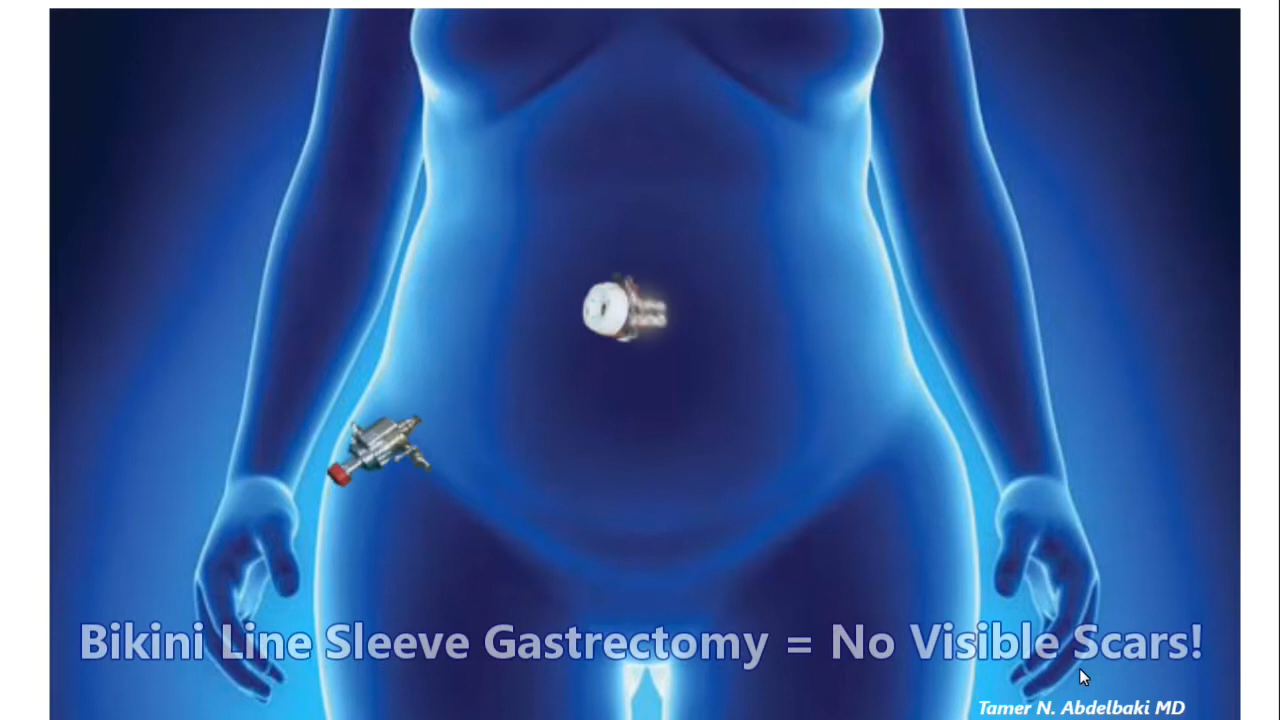 Bikini Line Sleeve Gastrectomy = No Visible Scars!
Tamer N. Abdelbaki MD